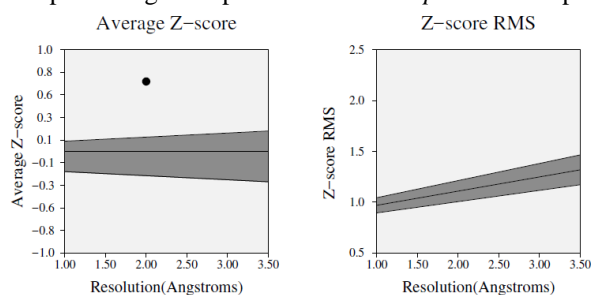 Average Z−score
Z−score RMS
Average Z−score
1.0
0.8
0.6
0.3
0.1
−0.1
−0.3
−0.6
−0.8
−1.0
1.00 1.50 2.00 2.50 3.00 3.50
Resolution(Angstroms)
Z−score RMS
2.5
2.0
1.5
1.0
0.5
1.00 1.50 2.00 2.50 3.00 3.50
Resolution(Angstroms)